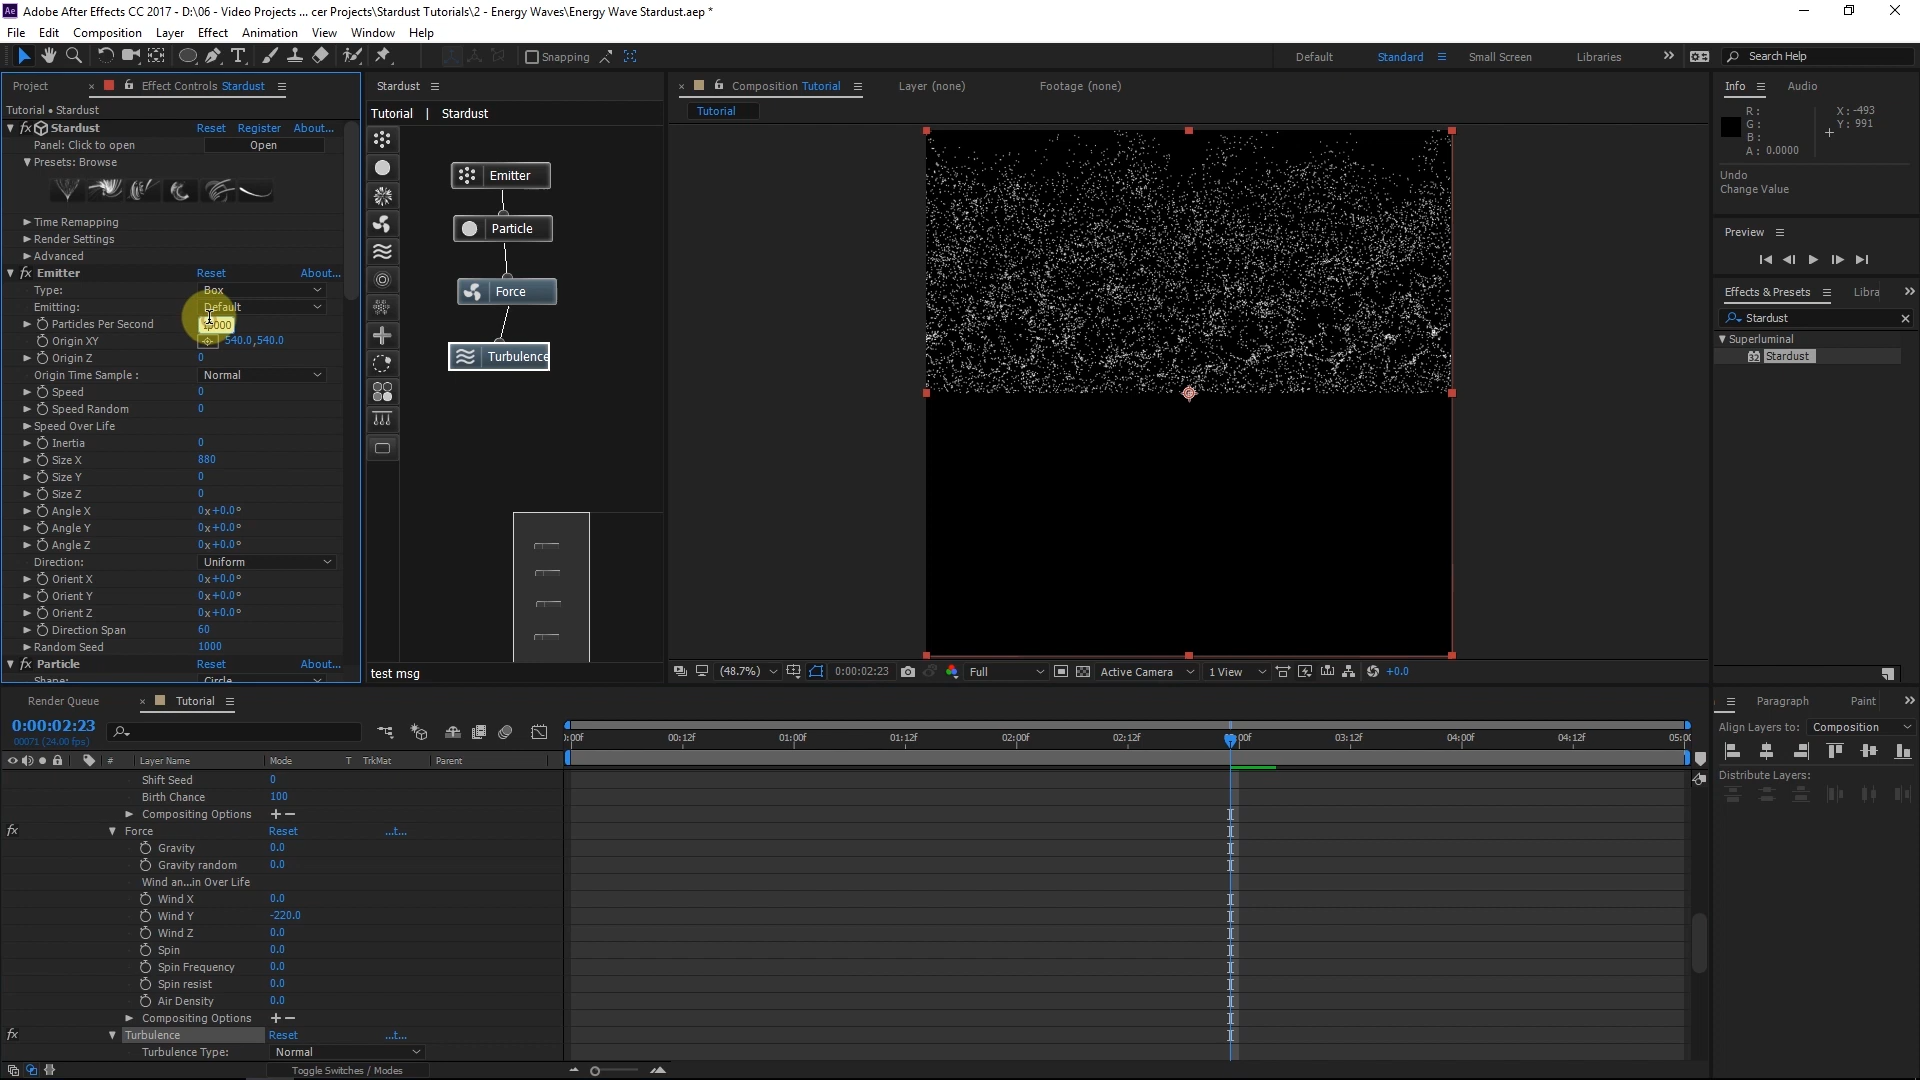 Adobe After Effects CC 2017 - D:\06 - Video Projects ... cer Projects\Stardust Tutorials\2 - Energy Waves\Energy Wave Stardust.aep *
File Edit Composition Layer Effect Animation View Window Help
Snapping Default Standard Small Screen Libraries Search Help
Project Effect Controls Stardust
Tutorial • Stardust
Stardust Reset Register About...
Panel: Click to open Open
Presets: Browse
Time Remapping
Render Settings
Advanced
Emitter Reset About...
Type: Box
Emitting: Default
Particles Per Second
Origin XY 540.0,540.0
Origin Z 0
Origin Time Sample : Normal
Speed 0
Speed Random 0
Speed Over Life
Inertia 0
Size X 880
Size Y 0
Size Z 0
Angle X 0x+0.0°
Angle Y 0x+0.0°
Angle Z 0x+0.0°
Direction: Uniform
Orient X 0x+0.0°
Orient Y 0x+0.0°
Orient Z 0x+0.0°
Direction Span 60
Random Seed 1000
Particle Reset About...
Shape: Circle
Stardust
Tutorial | Stardust
Emitter
Particle
Force
Turbulence
test msg
Composition Tutorial Layer (none) Footage (none)
Tutorial
(48.7%) 0:00:02:23 Full Active Camera 1 View +0.0
Info Audio
R: X: -493
G: Y: 991
B:
A: 0.0000
Undo
Change Value
Preview
Effects & Presets Libra
Stardust
Superluminal
32 Stardust
Render Queue Tutorial
0:00:02:23
00071 (24.00 fps)
:00f 00:12f 01:00f 01:12f 02:00f 02:12f :00f 03:12f 04:00f 04:12f 05:00
# Layer Name Mode T TrkMat Parent
Shift Seed 0
Birth Chance 100
Compositing Options + −
fx Force Reset ...t...
Gravity 0.0
Gravity random 0.0
Wind an...in Over Life
Wind X 0.0
Wind Y -220.0
Wind Z 0.0
Spin 0.0
Spin Frequency 0.0
Spin resist 0.0
Air Density 0.0
Compositing Options + −
fx Turbulence Reset ...t...
Turbulence Type: Normal
Toggle Switches / Modes
Paragraph Paint
Align Layers to: Composition
Distribute Layers: